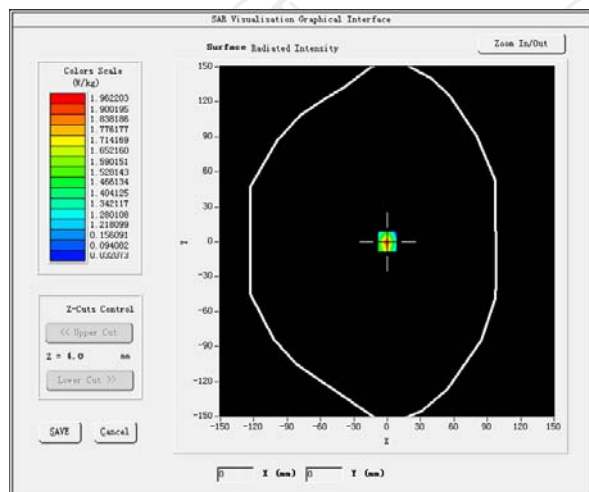 SAR Visualisation Graphical Interface
Surface Radiated Intensity
Zoom In/Out
Colors Scale
(W/kg)
1.962203
1.900195
1.838186
1.776177
1.714169
1.652160
1.590151
1.528143
1.466134
1.404125
1.342117
1.280108
1.218099
0.156091
0.094082
0.032073
150
120
90
60
30
0
-30
-60
-90
-120
-150
Y
-150 -120 -90 -60 -30 0 30 60 90 120 150
X
Z-Cuts Control
<< Upper Cut
Z = 4.0 mm
Lower Cut >>
SAVE Cancel
0 X (mm) 0 Y (mm)